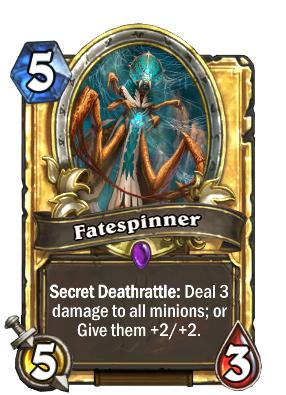 5
Fatespinner
Secret Deathrattle: Deal 3
damage to all minions; or
Give them +2/+2.
5
3